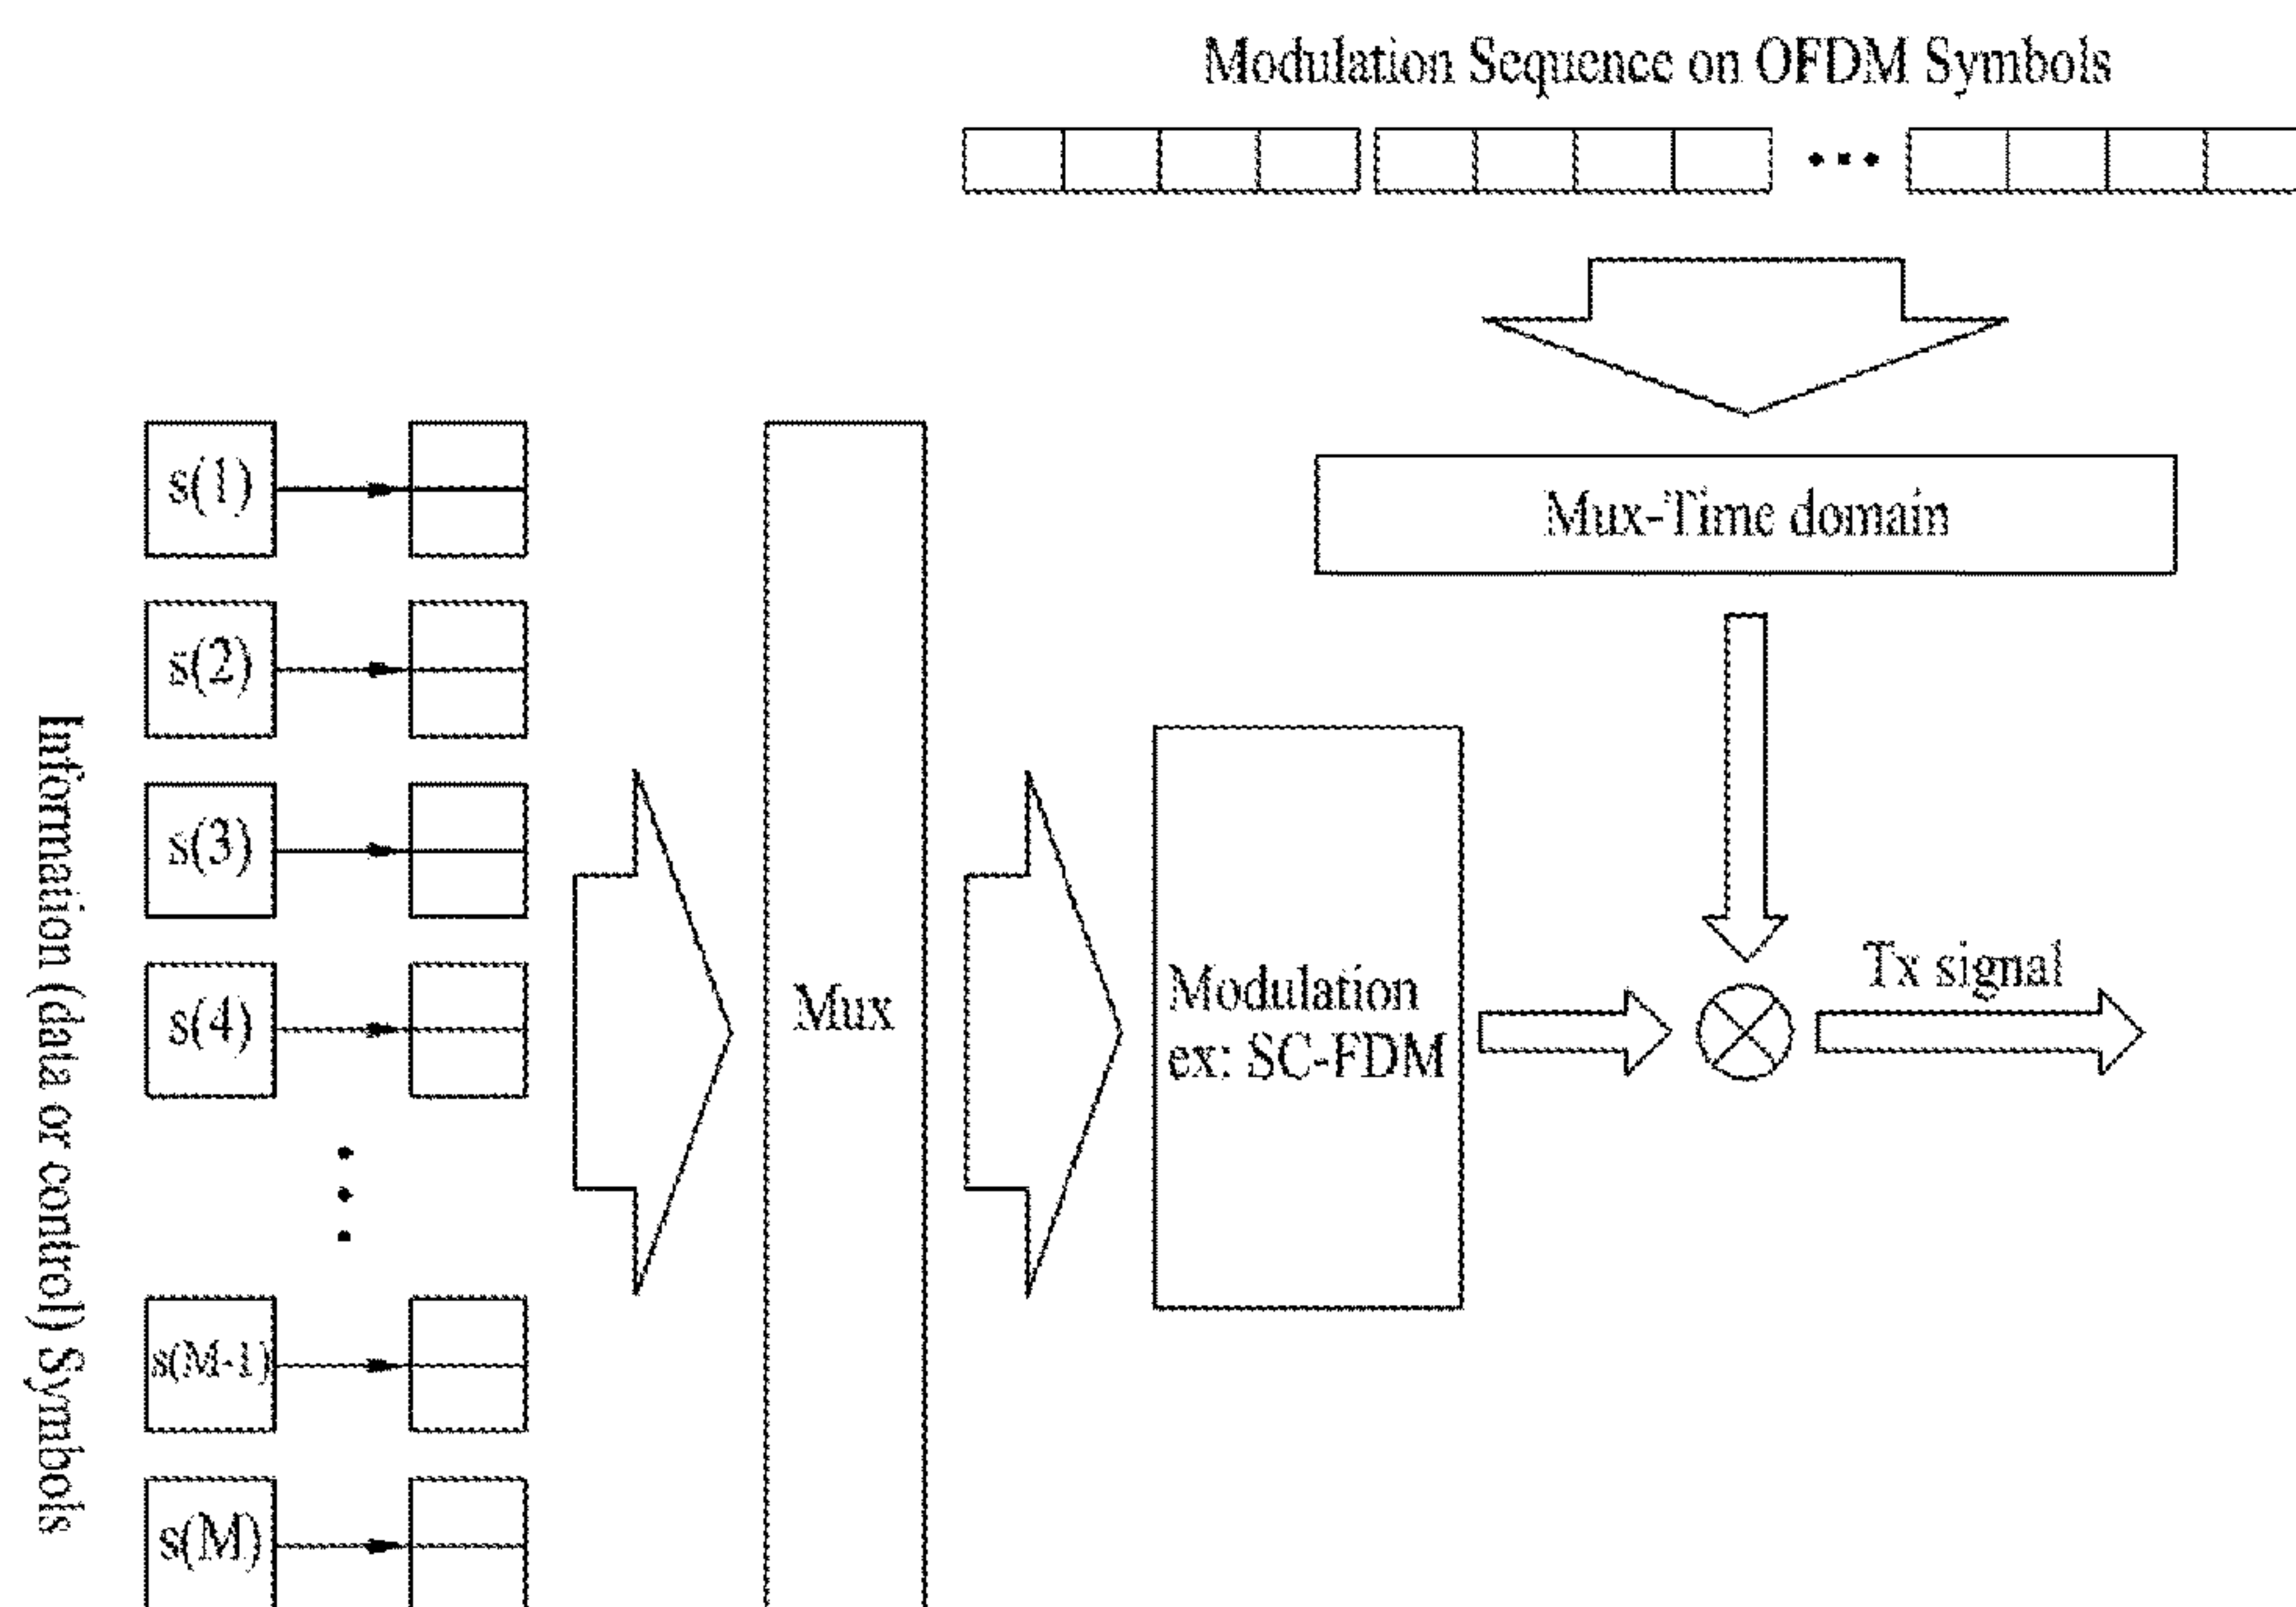 Modulation Sequence on OFDM Symbols
Mux-Time domain
Information (data or control) Symbols
s(1)
s(2)
s(3)
s(4)
s(M-1)
s(M)
Mux
Modulation
ex: SC-FDM
Tx signal